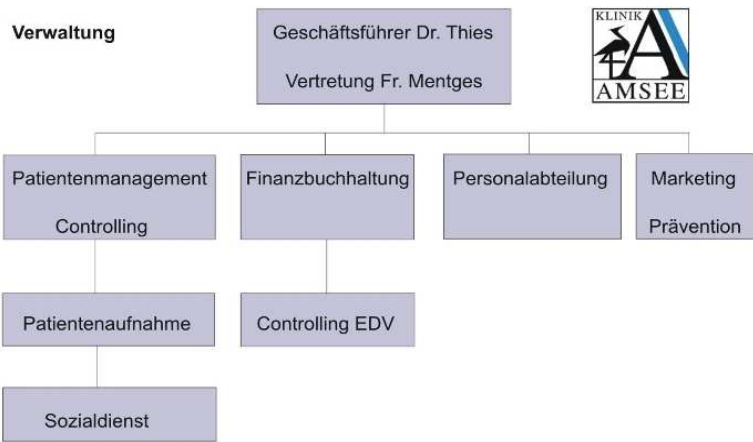 Verwaltung
Geschäftsführer Dr. Thies
Vertretung Fr. Mentges
KLINIK
AMSEE
Patientenmanagement
Controlling
Finanzbuchhaltung
Personalabteilung
Marketing
Prävention
Patientenaufnahme
Controlling EDV
Sozialdienst